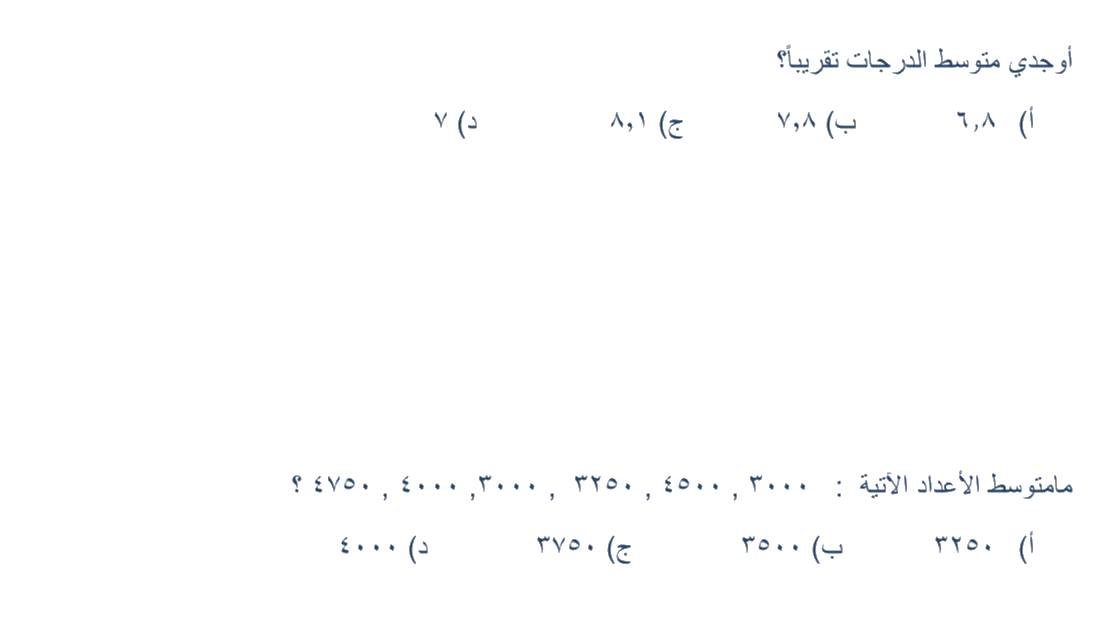 أوجدي متوسط الدرجات تقريباً؟
أ) ٦,٨ ب) ٧,٨ ج) ٨,١ د) ٧
مامتوسط الأعداد الآتية : ٣٠٠٠ , ٤٥٠٠ , ٣٢٥٠ , ٣٠٠٠, ٤٠٠٠ , ٤٧٥٠ ؟
أ) ٣٢٥٠ ب) ٣٥٠٠ ج) ٣٧٥٠ د) ٤٠٠٠